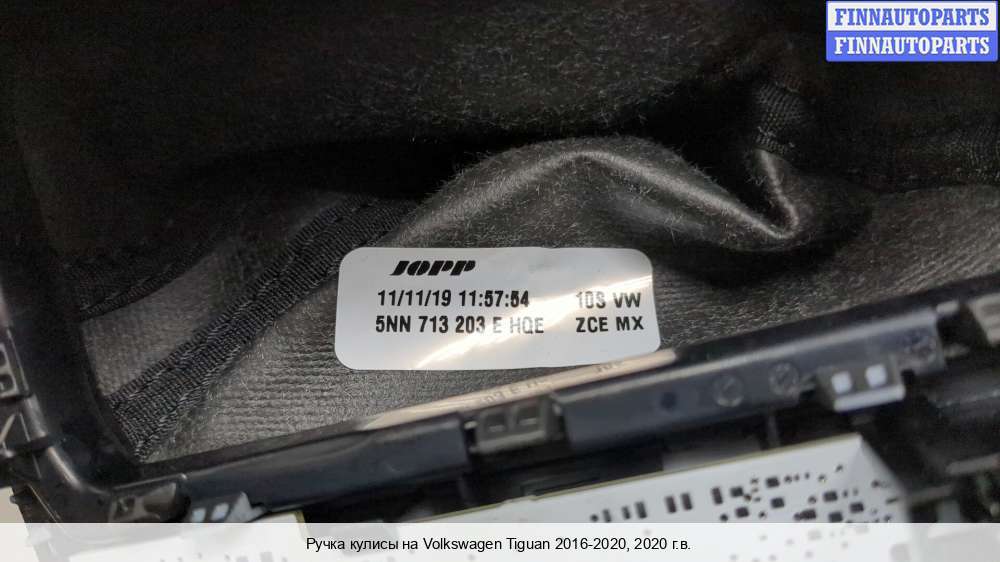 FINNAUTOPARTS
FINNAUTOPARTS
JOPP
11/11/19 11:57:54 10S VW
5NN 713 203 E HQE ZCE MX
Ручка кулисы на Volkswagen Tiguan 2016-2020, 2020 г.в.